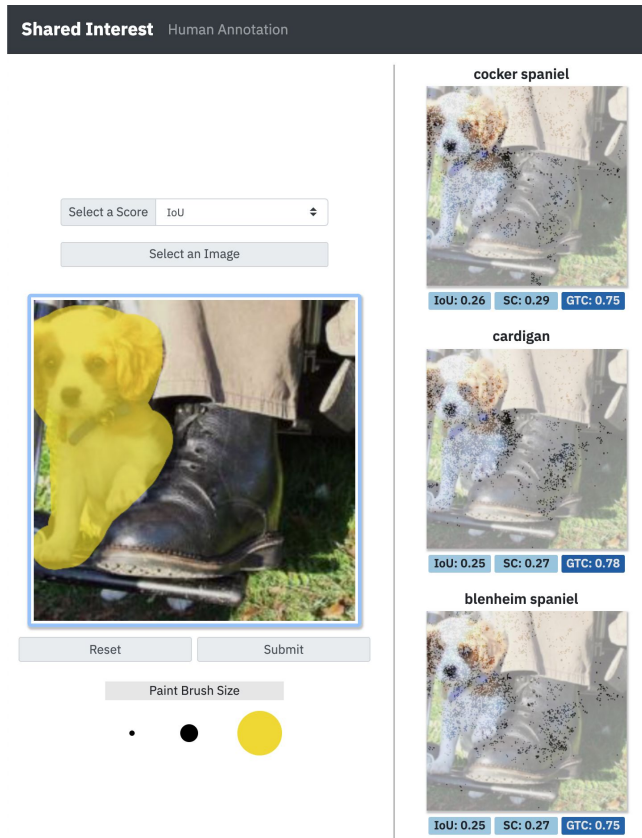 Shared Interest Human Annotation
Select a Score IoU
Select an Image
Reset Submit
Paint Brush Size
cocker spaniel
IoU: 0.26 SC: 0.29 GTC: 0.75
cardigan
IoU: 0.25 SC: 0.27 GTC: 0.78
blenheim spaniel
IoU: 0.25 SC: 0.27 GTC: 0.75